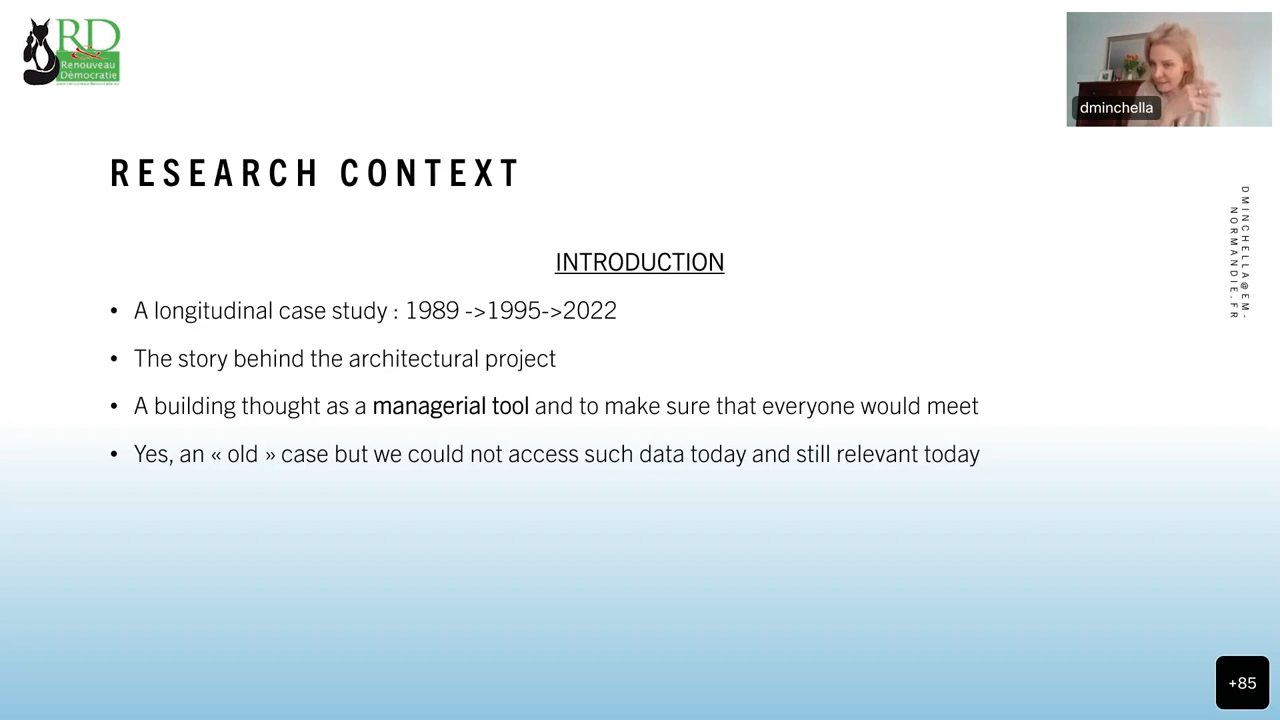 RD
Renouveau
Démocratie
dminchella
RESEARCH CONTEXT
DMINCHELLA@EM-
NORMANDIE.FR
INTRODUCTION
• A longitudinal case study : 1989 ->1995->2022
• The story behind the architectural project
• A building thought as a managerial tool and to make sure that everyone would meet
• Yes, an « old » case but we could not access such data today and still relevant today
+85